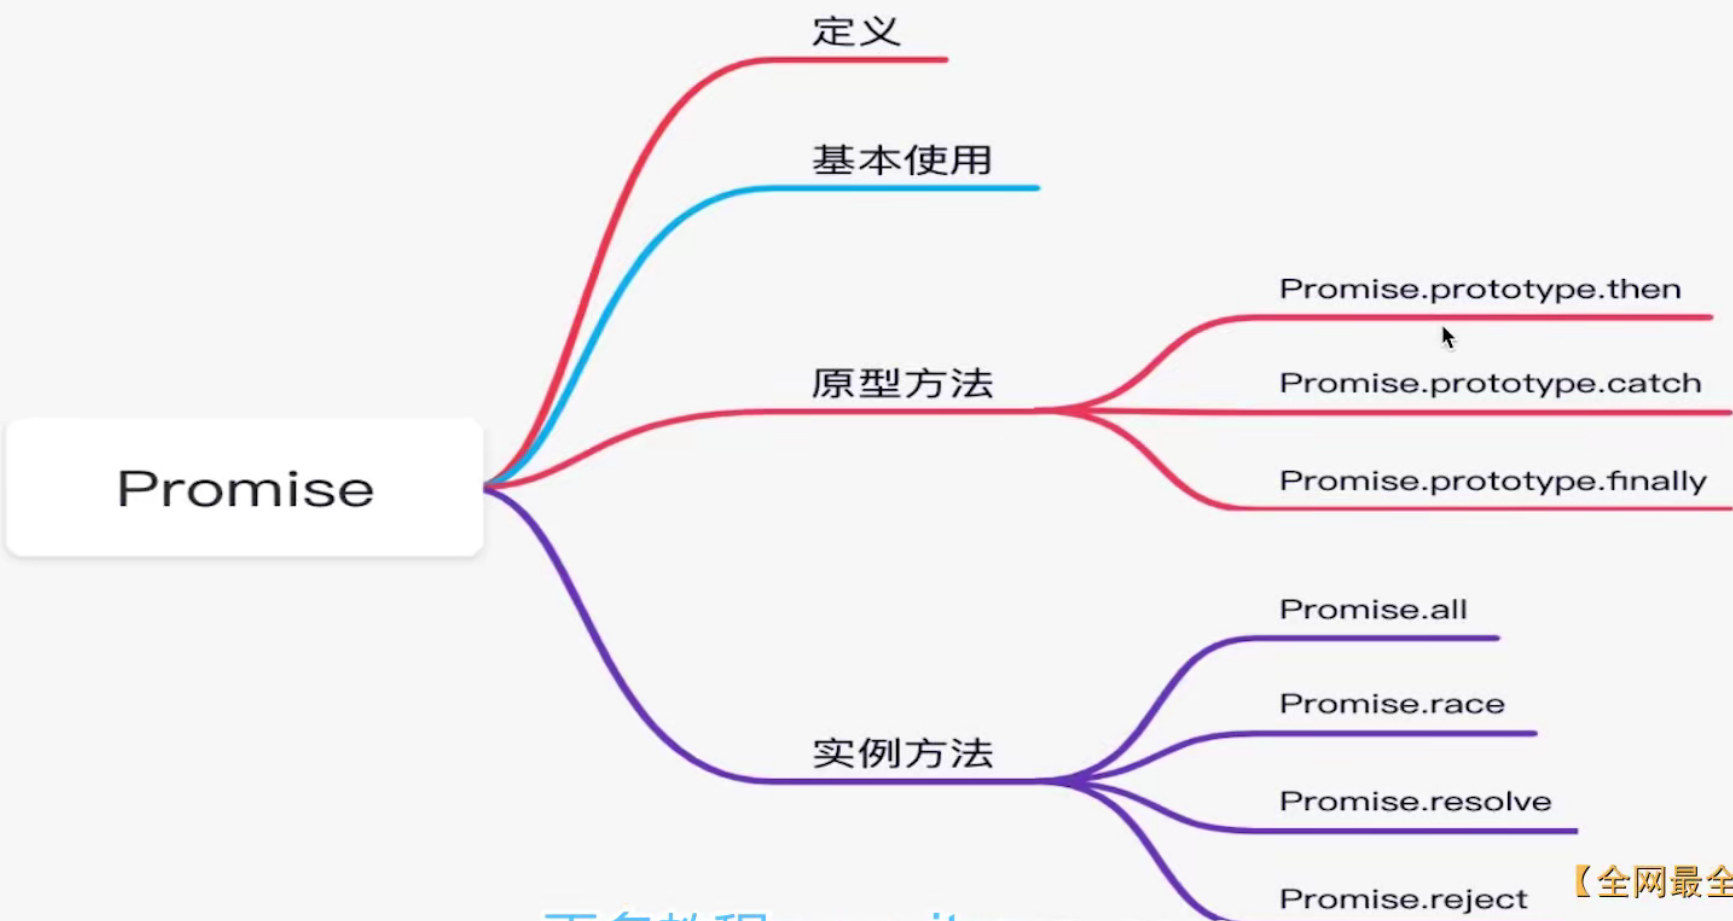 定义
基本使用
Promise.prototype.then
原型方法
Promise.prototype.catch
Promise
Promise.prototype.finally
Promise.all
Promise.race
实例方法
Promise.resolve
Promise.reject
【全网最全